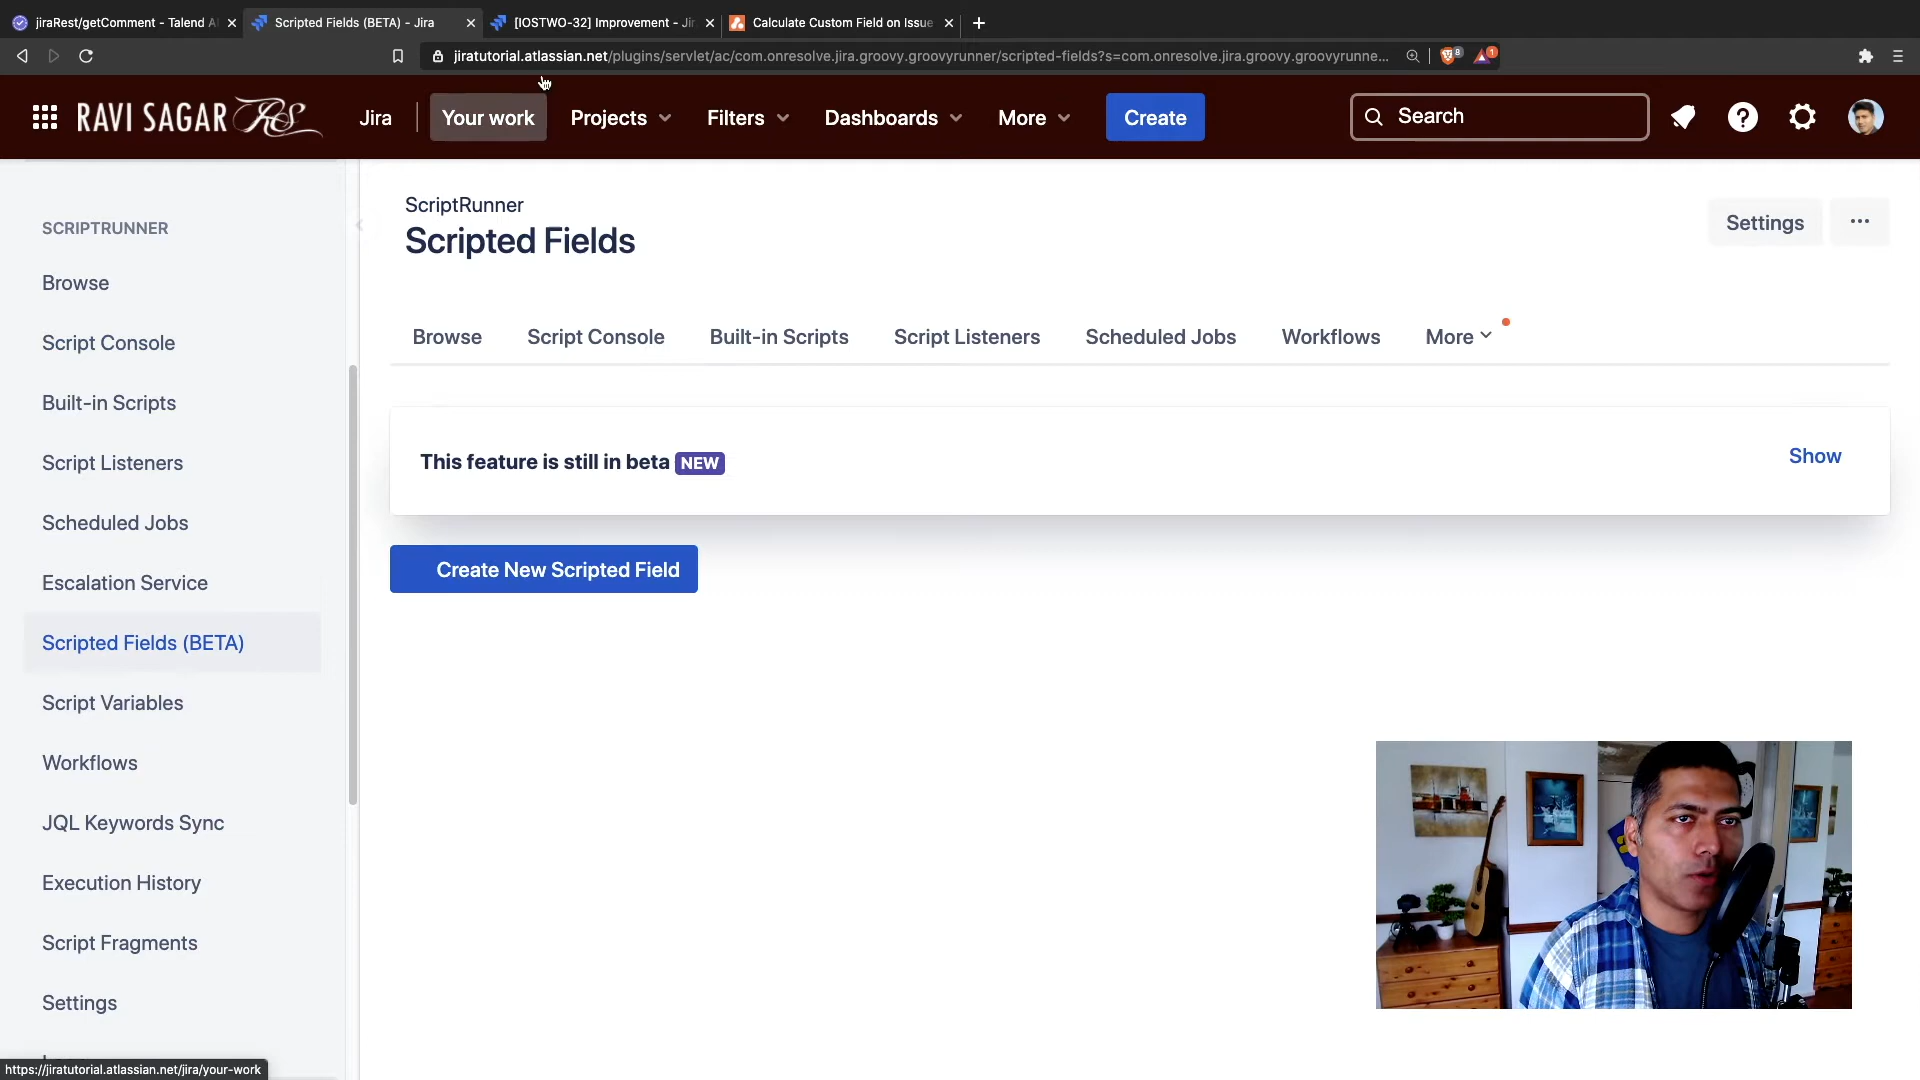 jiraRest/getComment - Talend A
Scripted Fields (BETA) - Jira
[IOSTWO-32] Improvement - Jir
Calculate Custom Field on Issue
jiratutorial.atlassian.net/plugins/servlet/ac/com.onresolve.jira.groovy.groovyrunner/scripted-fields?s=com.onresolve.jira.groovy.groovyrunne...
8
1
RAVI SAGAR RS
Jira
Your work
Projects
Filters
Dashboards
More
Create
Search
SCRIPTRUNNER
Browse
Script Console
Built-in Scripts
Script Listeners
Scheduled Jobs
Escalation Service
Scripted Fields (BETA)
Script Variables
Workflows
JQL Keywords Sync
Execution History
Script Fragments
Settings
ScriptRunner
Scripted Fields
Settings
...
Browse
Script Console
Built-in Scripts
Script Listeners
Scheduled Jobs
Workflows
More
This feature is still in beta NEW
Show
Create New Scripted Field
https://jiratutorial.atlassian.net/jira/your-work